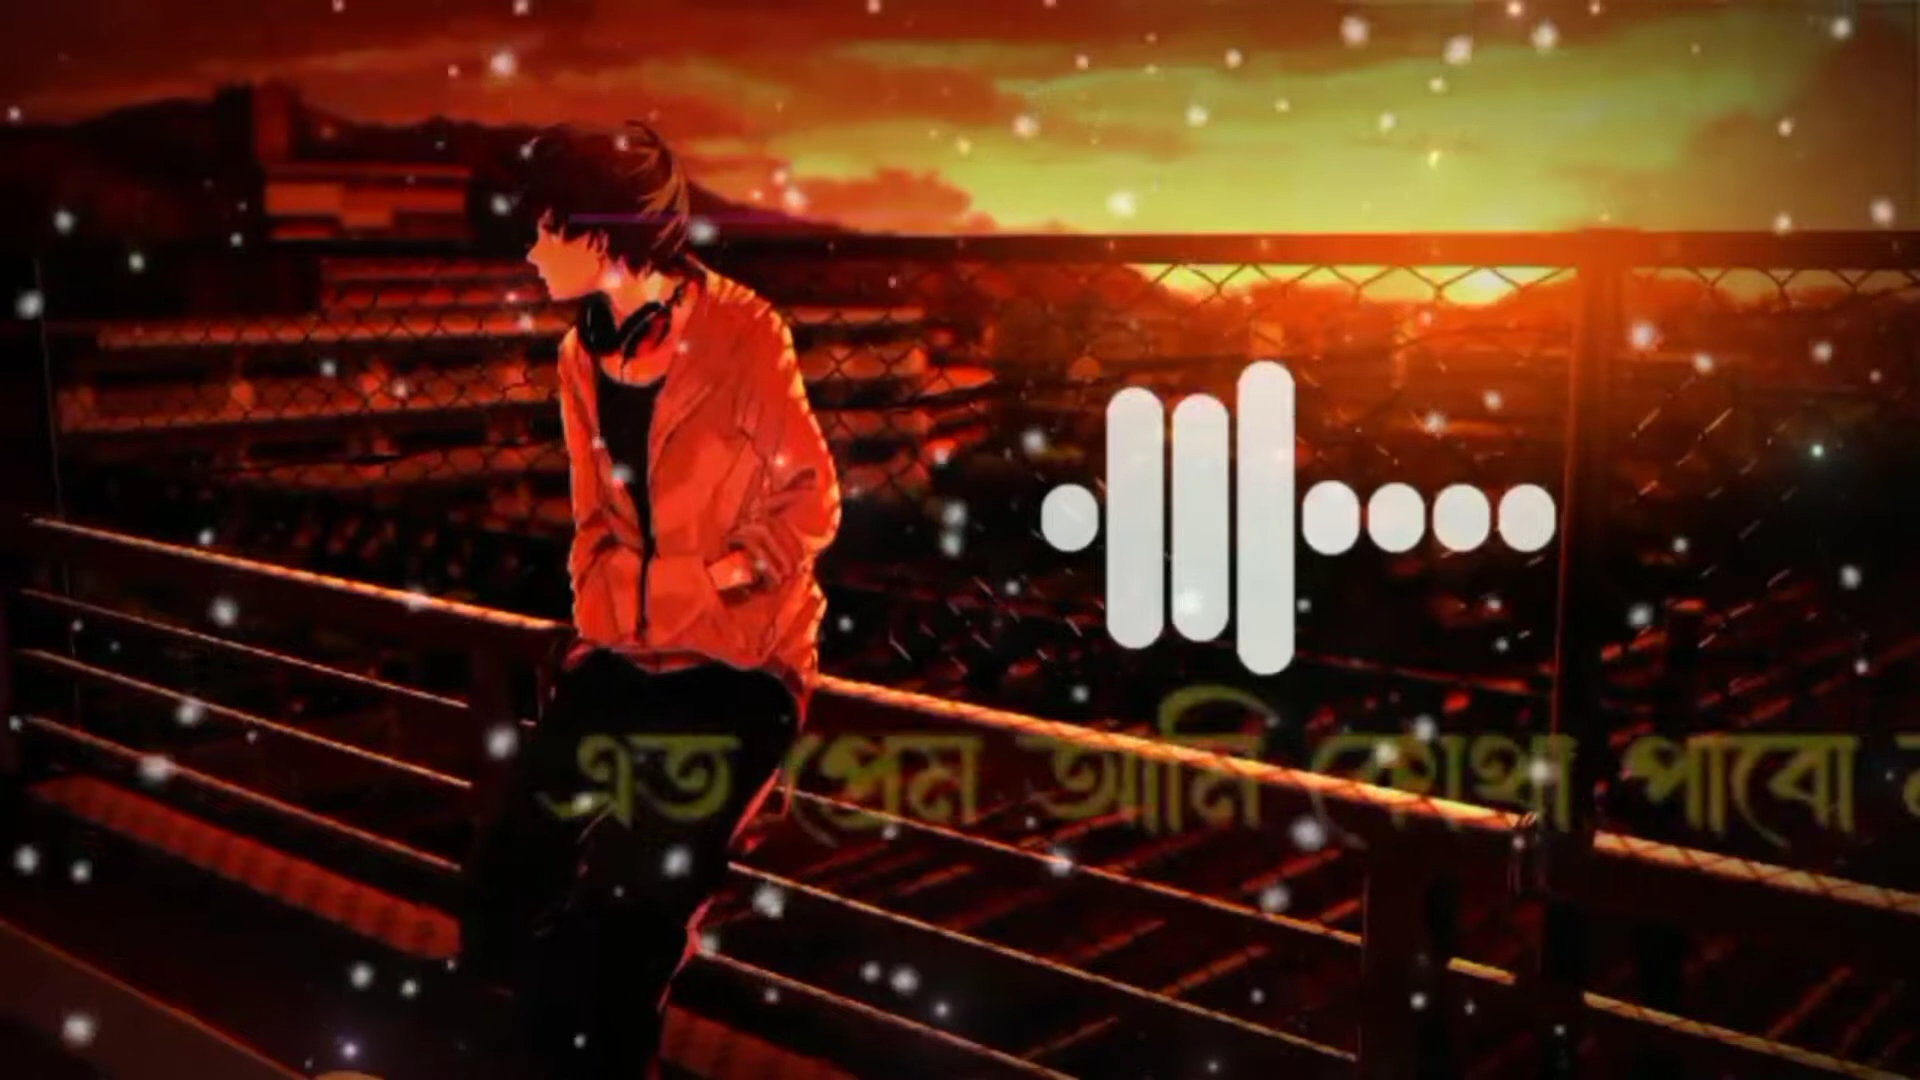 এত প্রেম আমি কোথা পাবো